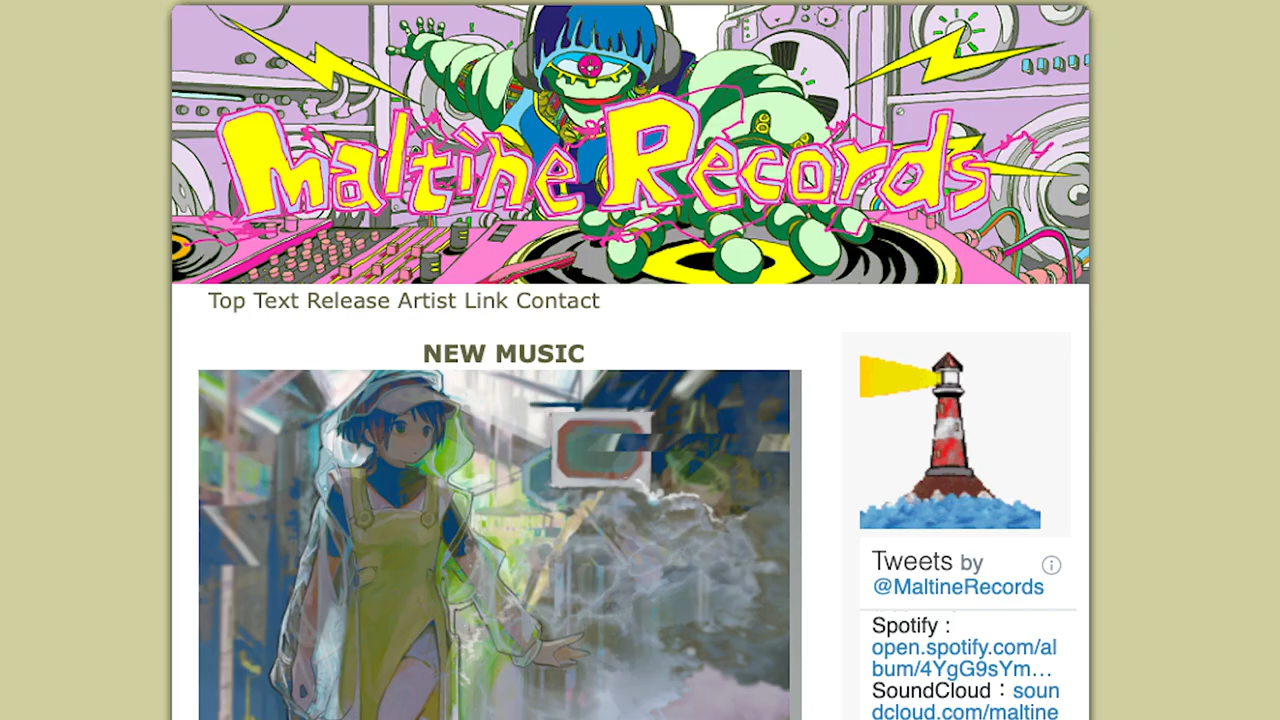 Maltine Records
Top Text Release Artist Link Contact
NEW MUSIC
Tweets by
@MaltineRecords
Spotify :
open.spotify.com/al
bum/4YgG9sYm…
SoundCloud：soun
dcloud.com/maltine